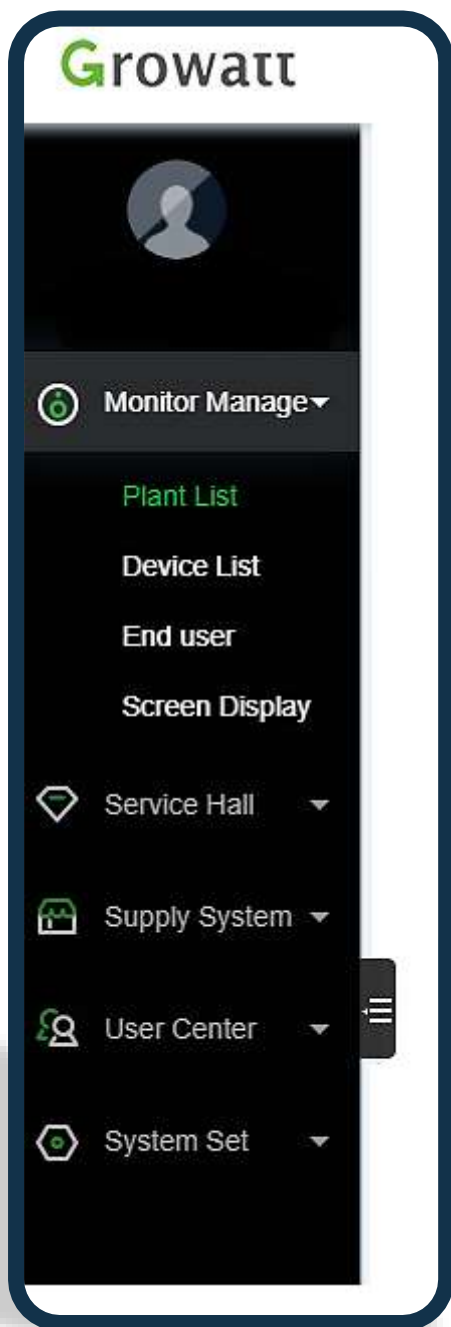 Growatt
Monitor Manage
Plant List
Device List
End user
Screen Display
Service Hall
Supply System
User Center
System Set